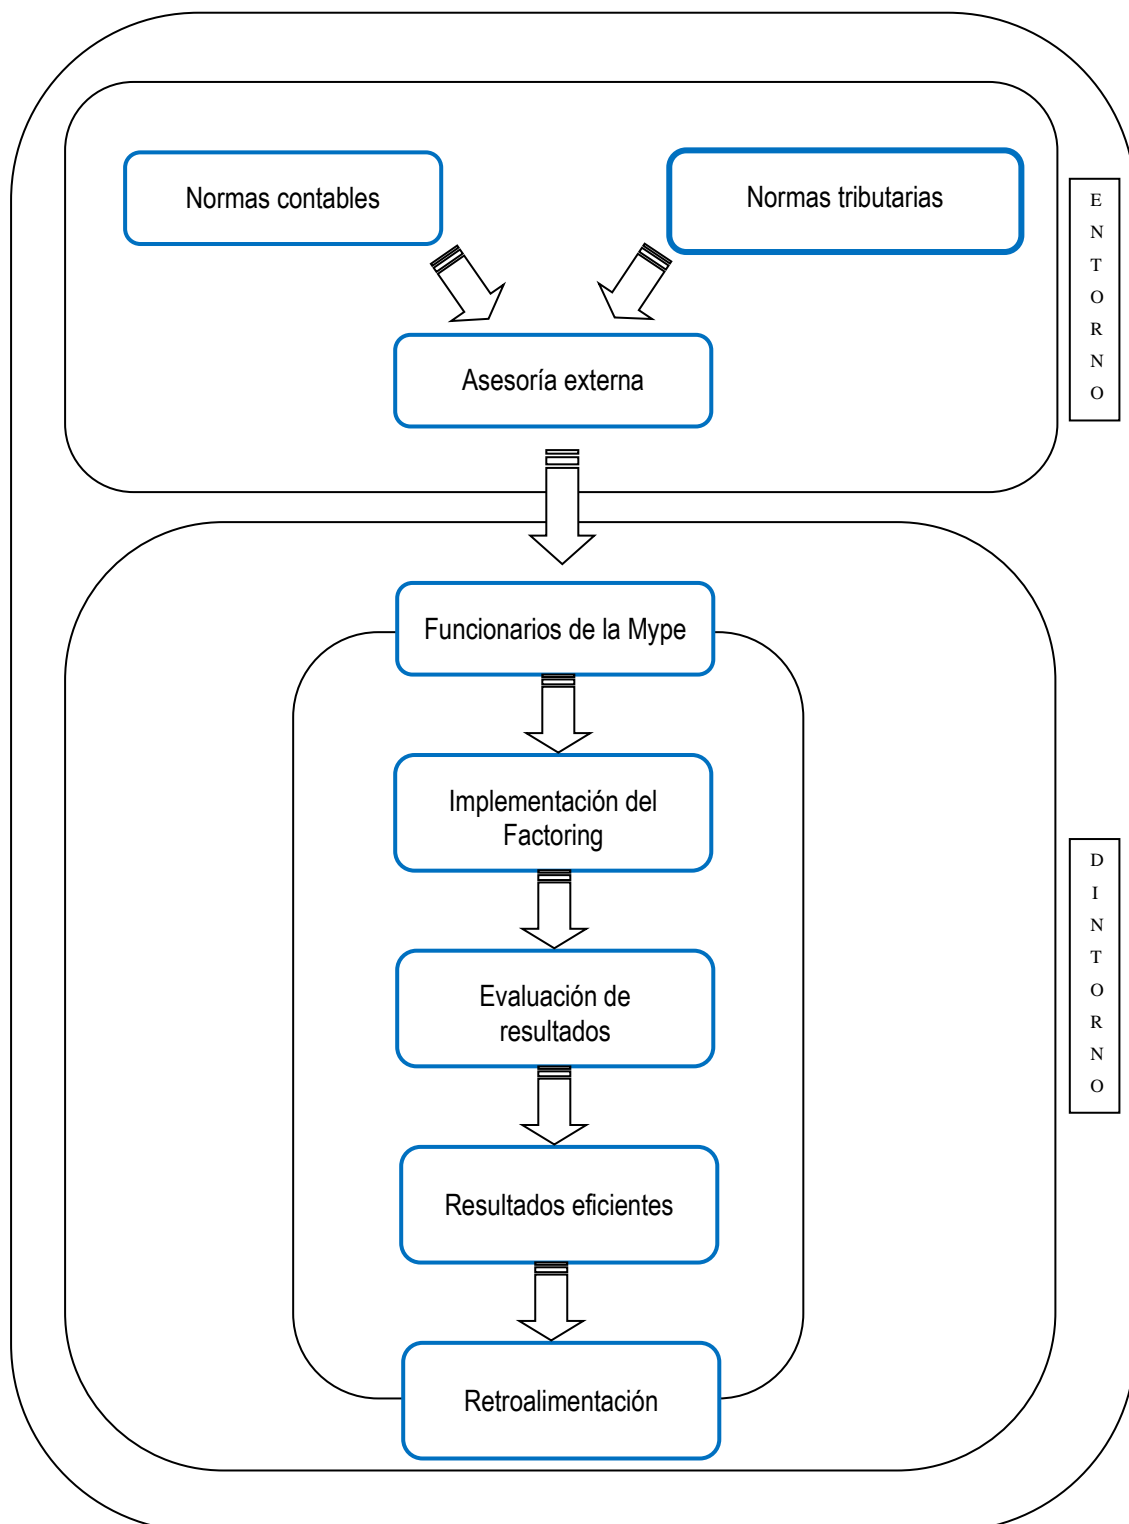 Normas contables
Normas tributarias
E
N
T
O
R
N
O
Asesoría externa
Funcionarios de la Mype
Implementación del
Factoring
D
I
N
T
O
R
N
O
Evaluación de
resultados
Resultados eficientes
Retroalimentación